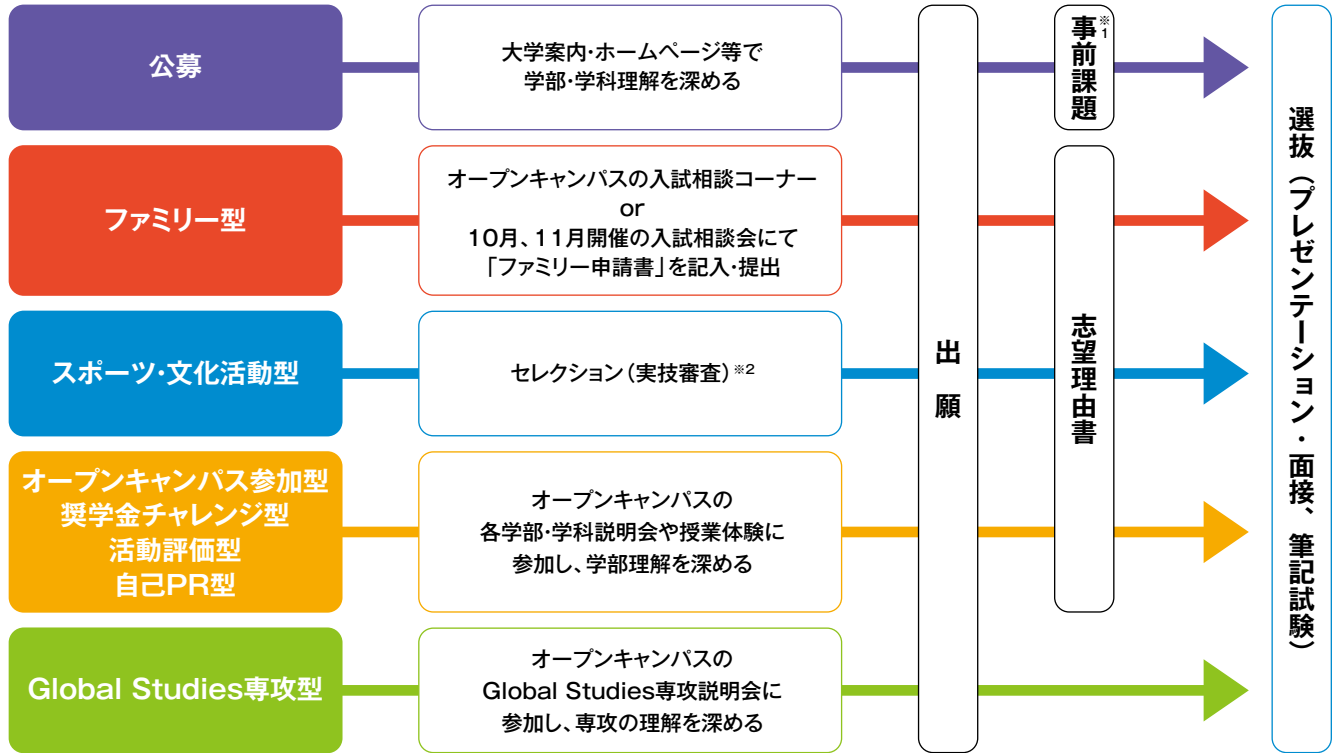 公募
大学案内・ホームページ等で
学部・学科理解を深める
ファミリー型
オープンキャンパスの入試相談コーナー
or
10月、11月開催の入試相談会にて
「ファミリー申請書」を記入・提出
スポーツ・文化活動型
セレクション（実技審査）※2
オープンキャンパス参加型
奨学金チャレンジ型
活動評価型
自己PR型
オープンキャンパスの
各学部・学科説明会や授業体験に
参加し、学部理解を深める
Global Studies専攻型
オープンキャンパスの
Global Studies専攻説明会に
参加し、専攻の理解を深める
出願
事前課題※1
志望理由書
選抜（プレゼンテーション・面接、筆記試験）